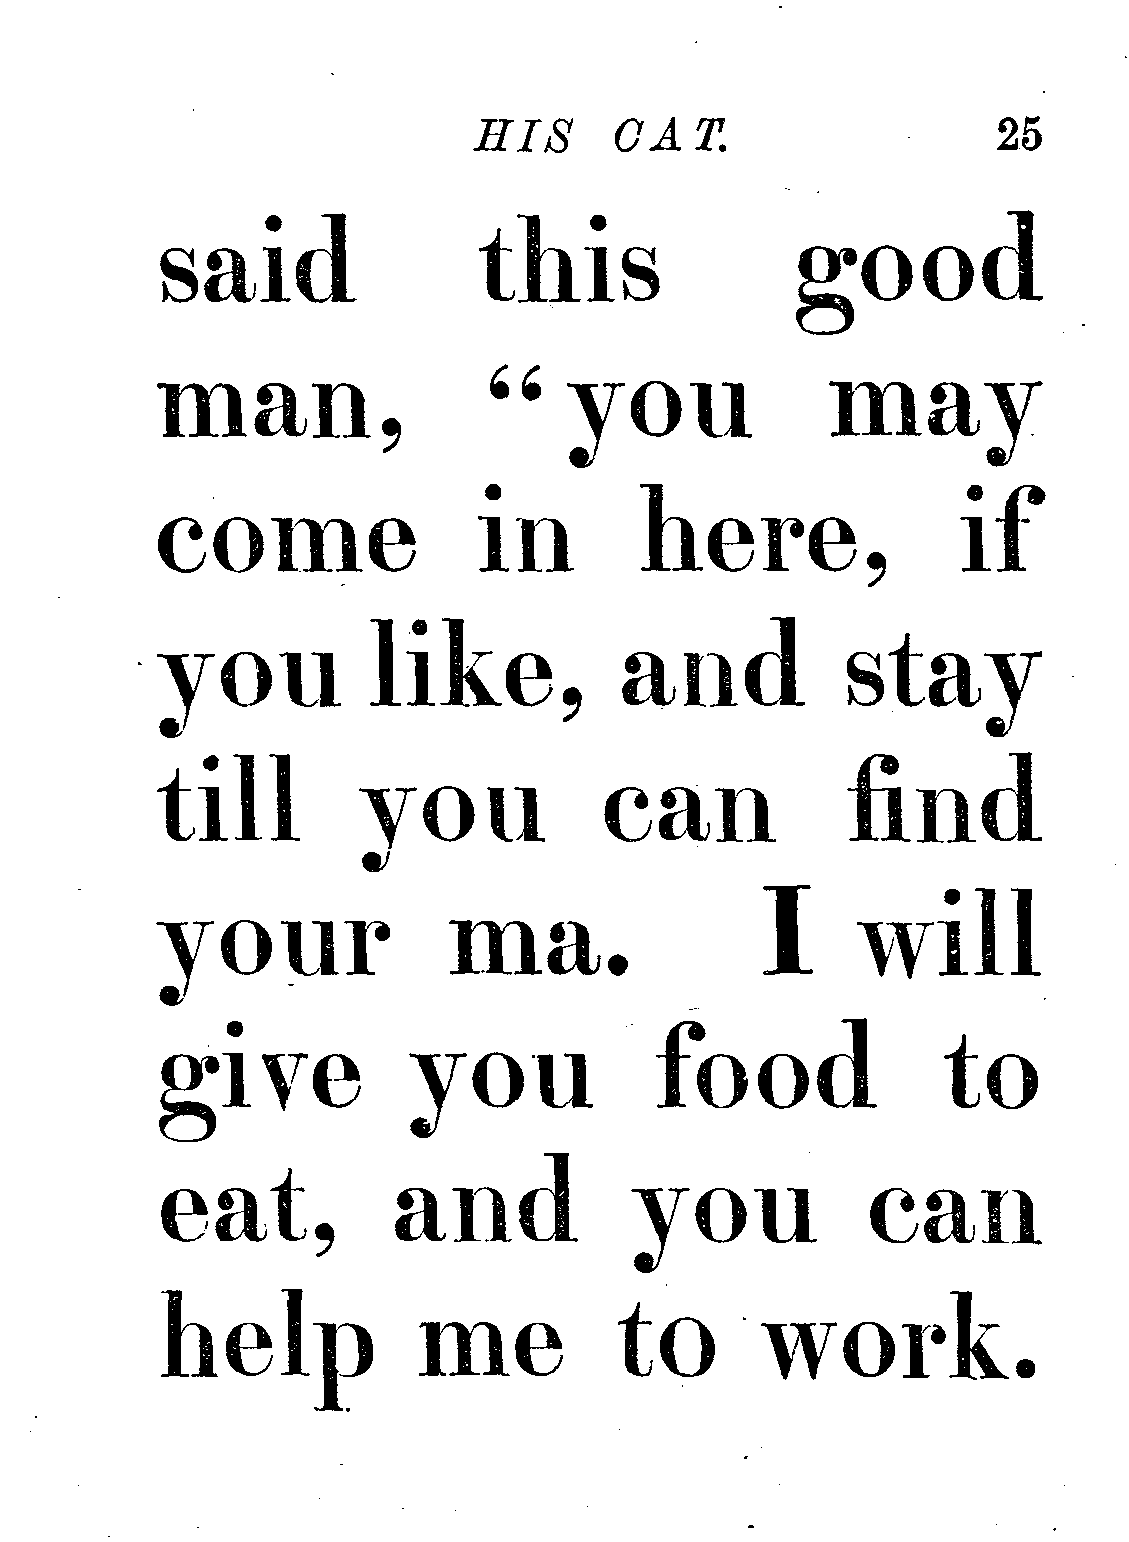 HIS CAT. 25
said this good
man, “you may
come in here, if
you like, and stay
till you can find
your ma. I will
give you food to
eat, and you can
help me to work.